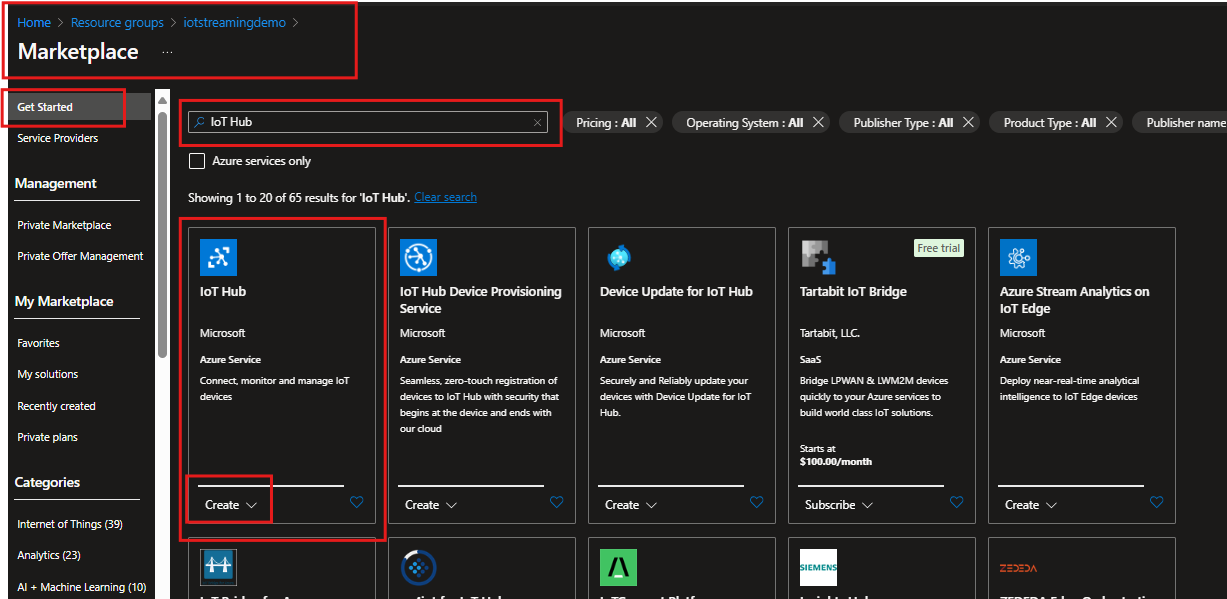 Home > Resource groups > iotstreamingdemo >
Marketplace ...
Get Started
Service Providers
Management
Private Marketplace
Private Offer Management
My Marketplace
Favorites
My solutions
Recently created
Private plans
Categories
Internet of Things (39)
Analytics (23)
AI + Machine Learning (10)
IoT Hub
Pricing : All
Operating System : All
Publisher Type : All
Product Type : All
Publisher name
Azure services only
Showing 1 to 20 of 65 results for 'IoT Hub'. Clear search
IoT Hub
Microsoft
Azure Service
Connect, monitor and manage IoT
devices
Create
IoT Hub Device Provisioning
Service
Microsoft
Azure Service
Seamless, zero-touch registration of
devices to IoT Hub with security that
begins at the device and ends with
our cloud
Create
Device Update for IoT Hub
Microsoft
Azure Service
Securely and Reliably update your
devices with Device Update for IoT
Hub.
Create
Free trial
Tartabit IoT Bridge
Tartabit, LLC.
SaaS
Bridge LPWAN & LWM2M devices
quickly to your Azure services to
build world class IoT solutions.
Starts at
$100.00/month
Subscribe
Azure Stream Analytics on
IoT Edge
Microsoft
Azure Service
Deploy near-real-time analytical
intelligence to IoT Edge devices
Create
SIEMENS
ZEDEDA